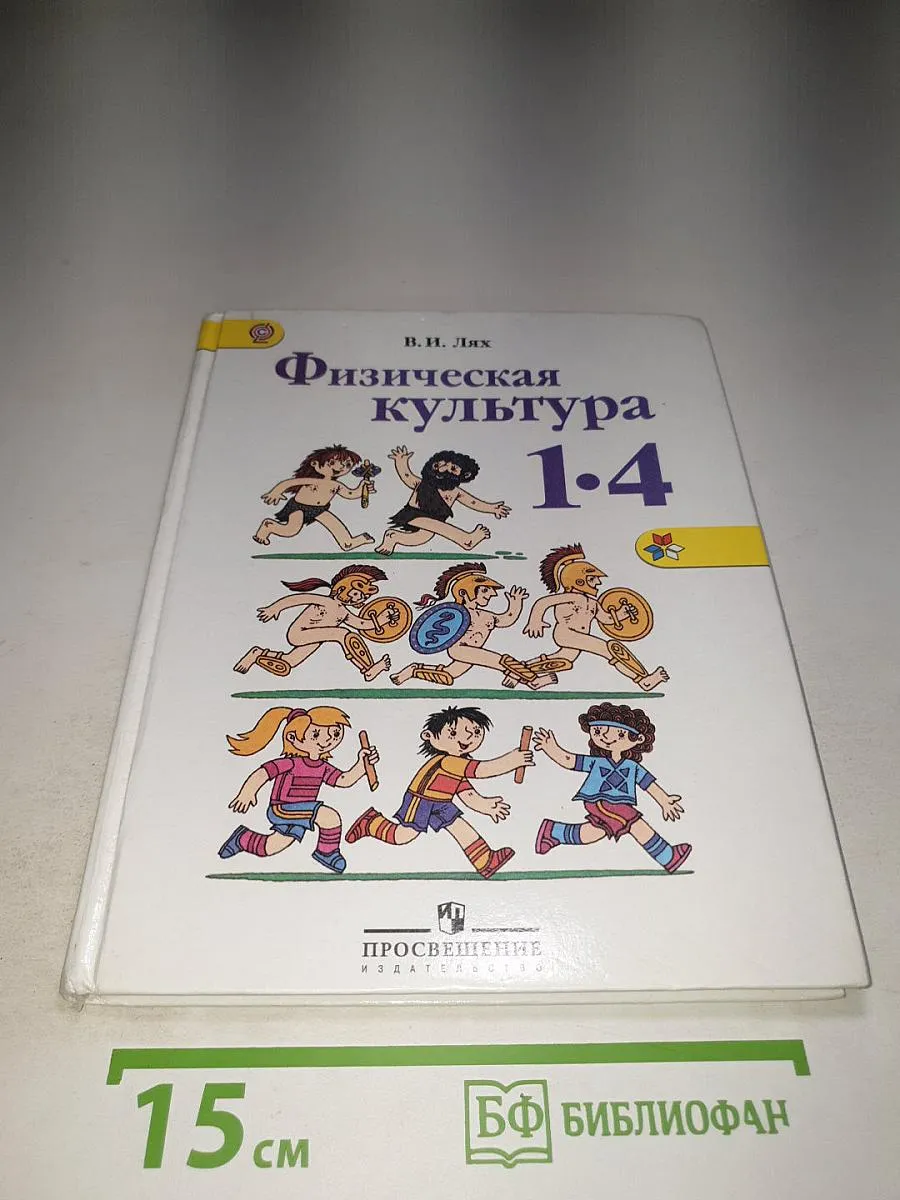 В. И. Лях
Физическая
культура
1•4
ПРОСВЕЩЕНИЕ
ИЗДАТЕЛЬСТВО
15 см
БФ БИБЛИОФАН